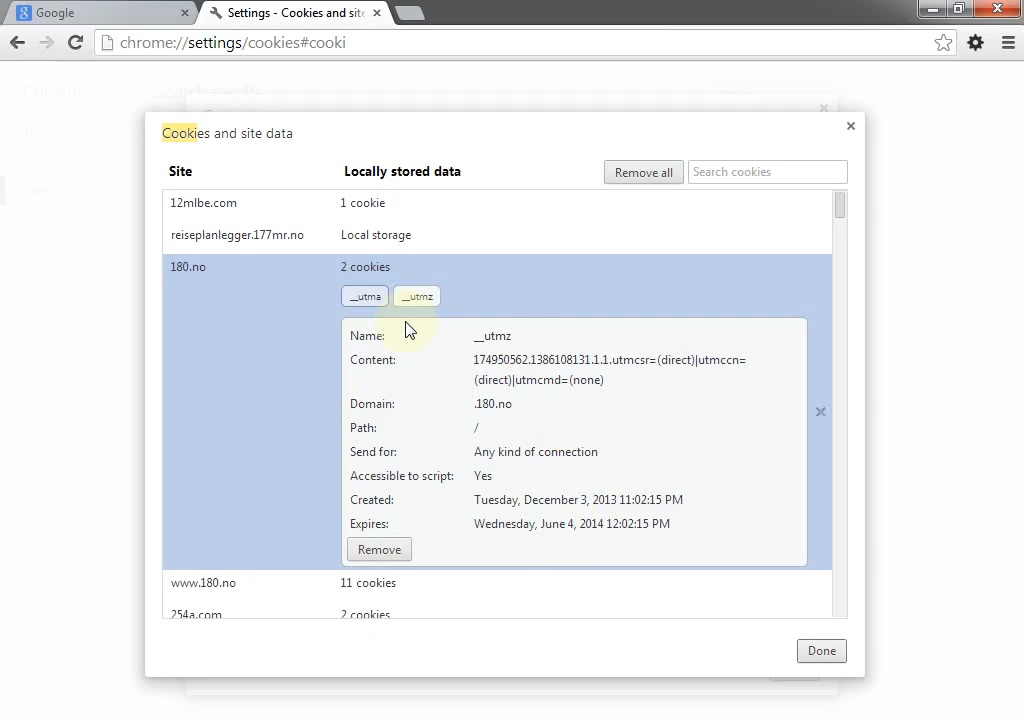 Google
Settings - Cookies and site
chrome://settings/cookies#cooki
Cookies and site data
Site
Locally stored data
Remove all
Search cookies
12mlbe.com
1 cookie
reiseplanlegger.177mr.no
Local storage
180.no
2 cookies
__utma
__utmz
Name:
__utmz
Content:
174950562.1386108131.1.1.utmcsr=(direct)|utmccn=
(direct)|utmcmd=(none)
Domain:
.180.no
Path:
/
Send for:
Any kind of connection
Accessible to script:
Yes
Created:
Tuesday, December 3, 2013 11:02:15 PM
Expires:
Wednesday, June 4, 2014 12:02:15 PM
Remove
www.180.no
11 cookies
254a.com
2 cookies
Done